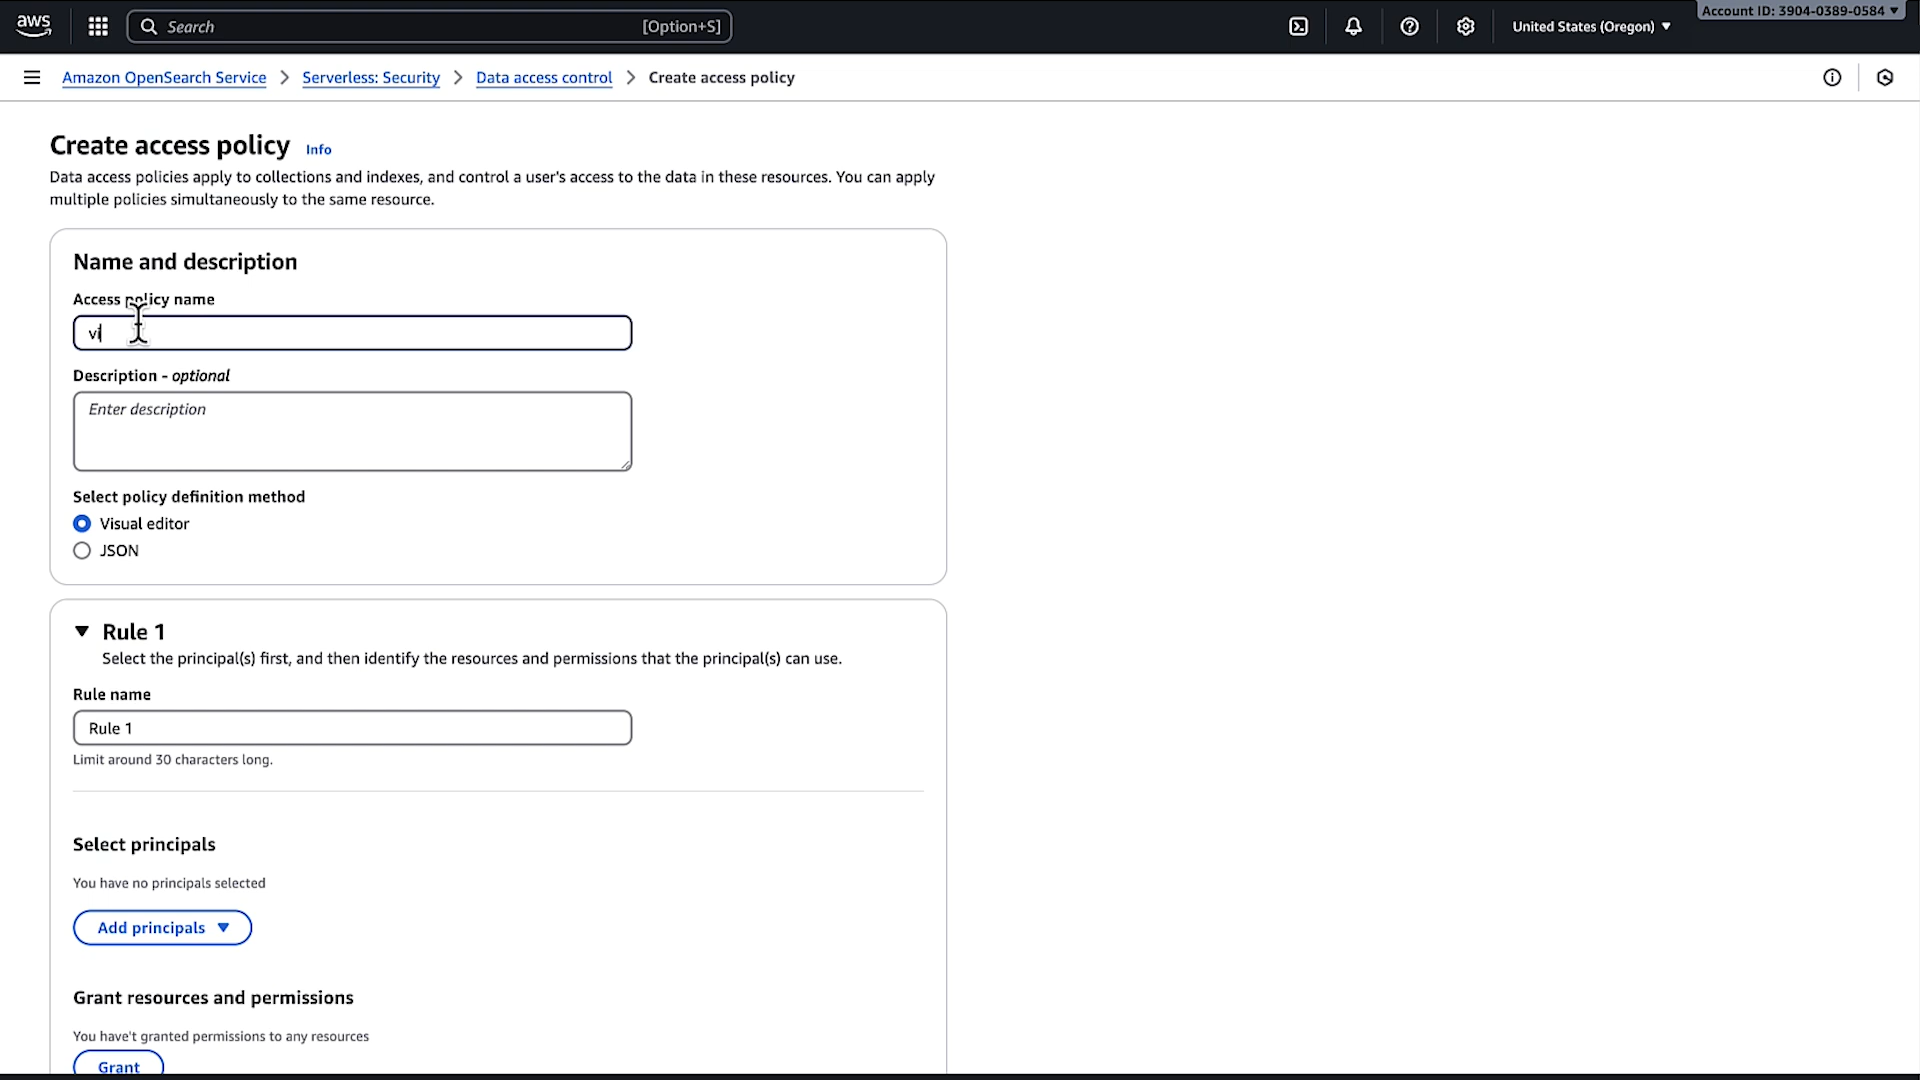 aws
Search [Option+S]
United States (Oregon)
Account ID: 3904-0389-0584
Amazon OpenSearch Service > Serverless: Security > Data access control > Create access policy
Create access policy Info
Data access policies apply to collections and indexes, and control a user's access to the data in these resources. You can apply
multiple policies simultaneously to the same resource.
Name and description
Access policy name
vi
Description - optional
Enter description
Select policy definition method
Visual editor
JSON
Rule 1
Select the principal(s) first, and then identify the resources and permissions that the principal(s) can use.
Rule name
Rule 1
Limit around 30 characters long.
Select principals
You have no principals selected
Add principals
Grant resources and permissions
You have't granted permissions to any resources
Grant